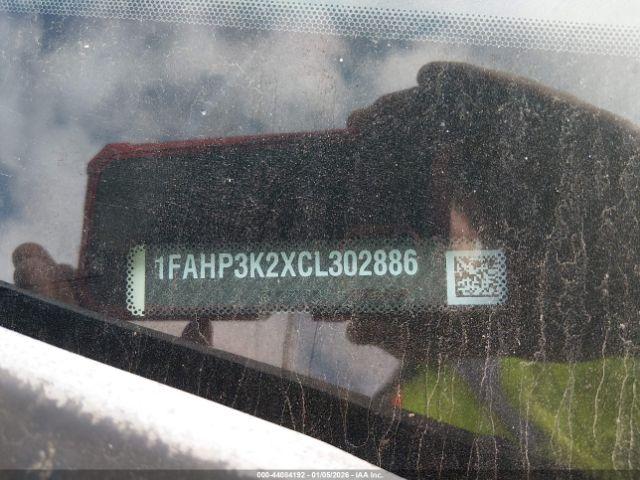 1FAHP3K2XCL302886
000-44084192 - 01/05/2026 - IAA Inc.